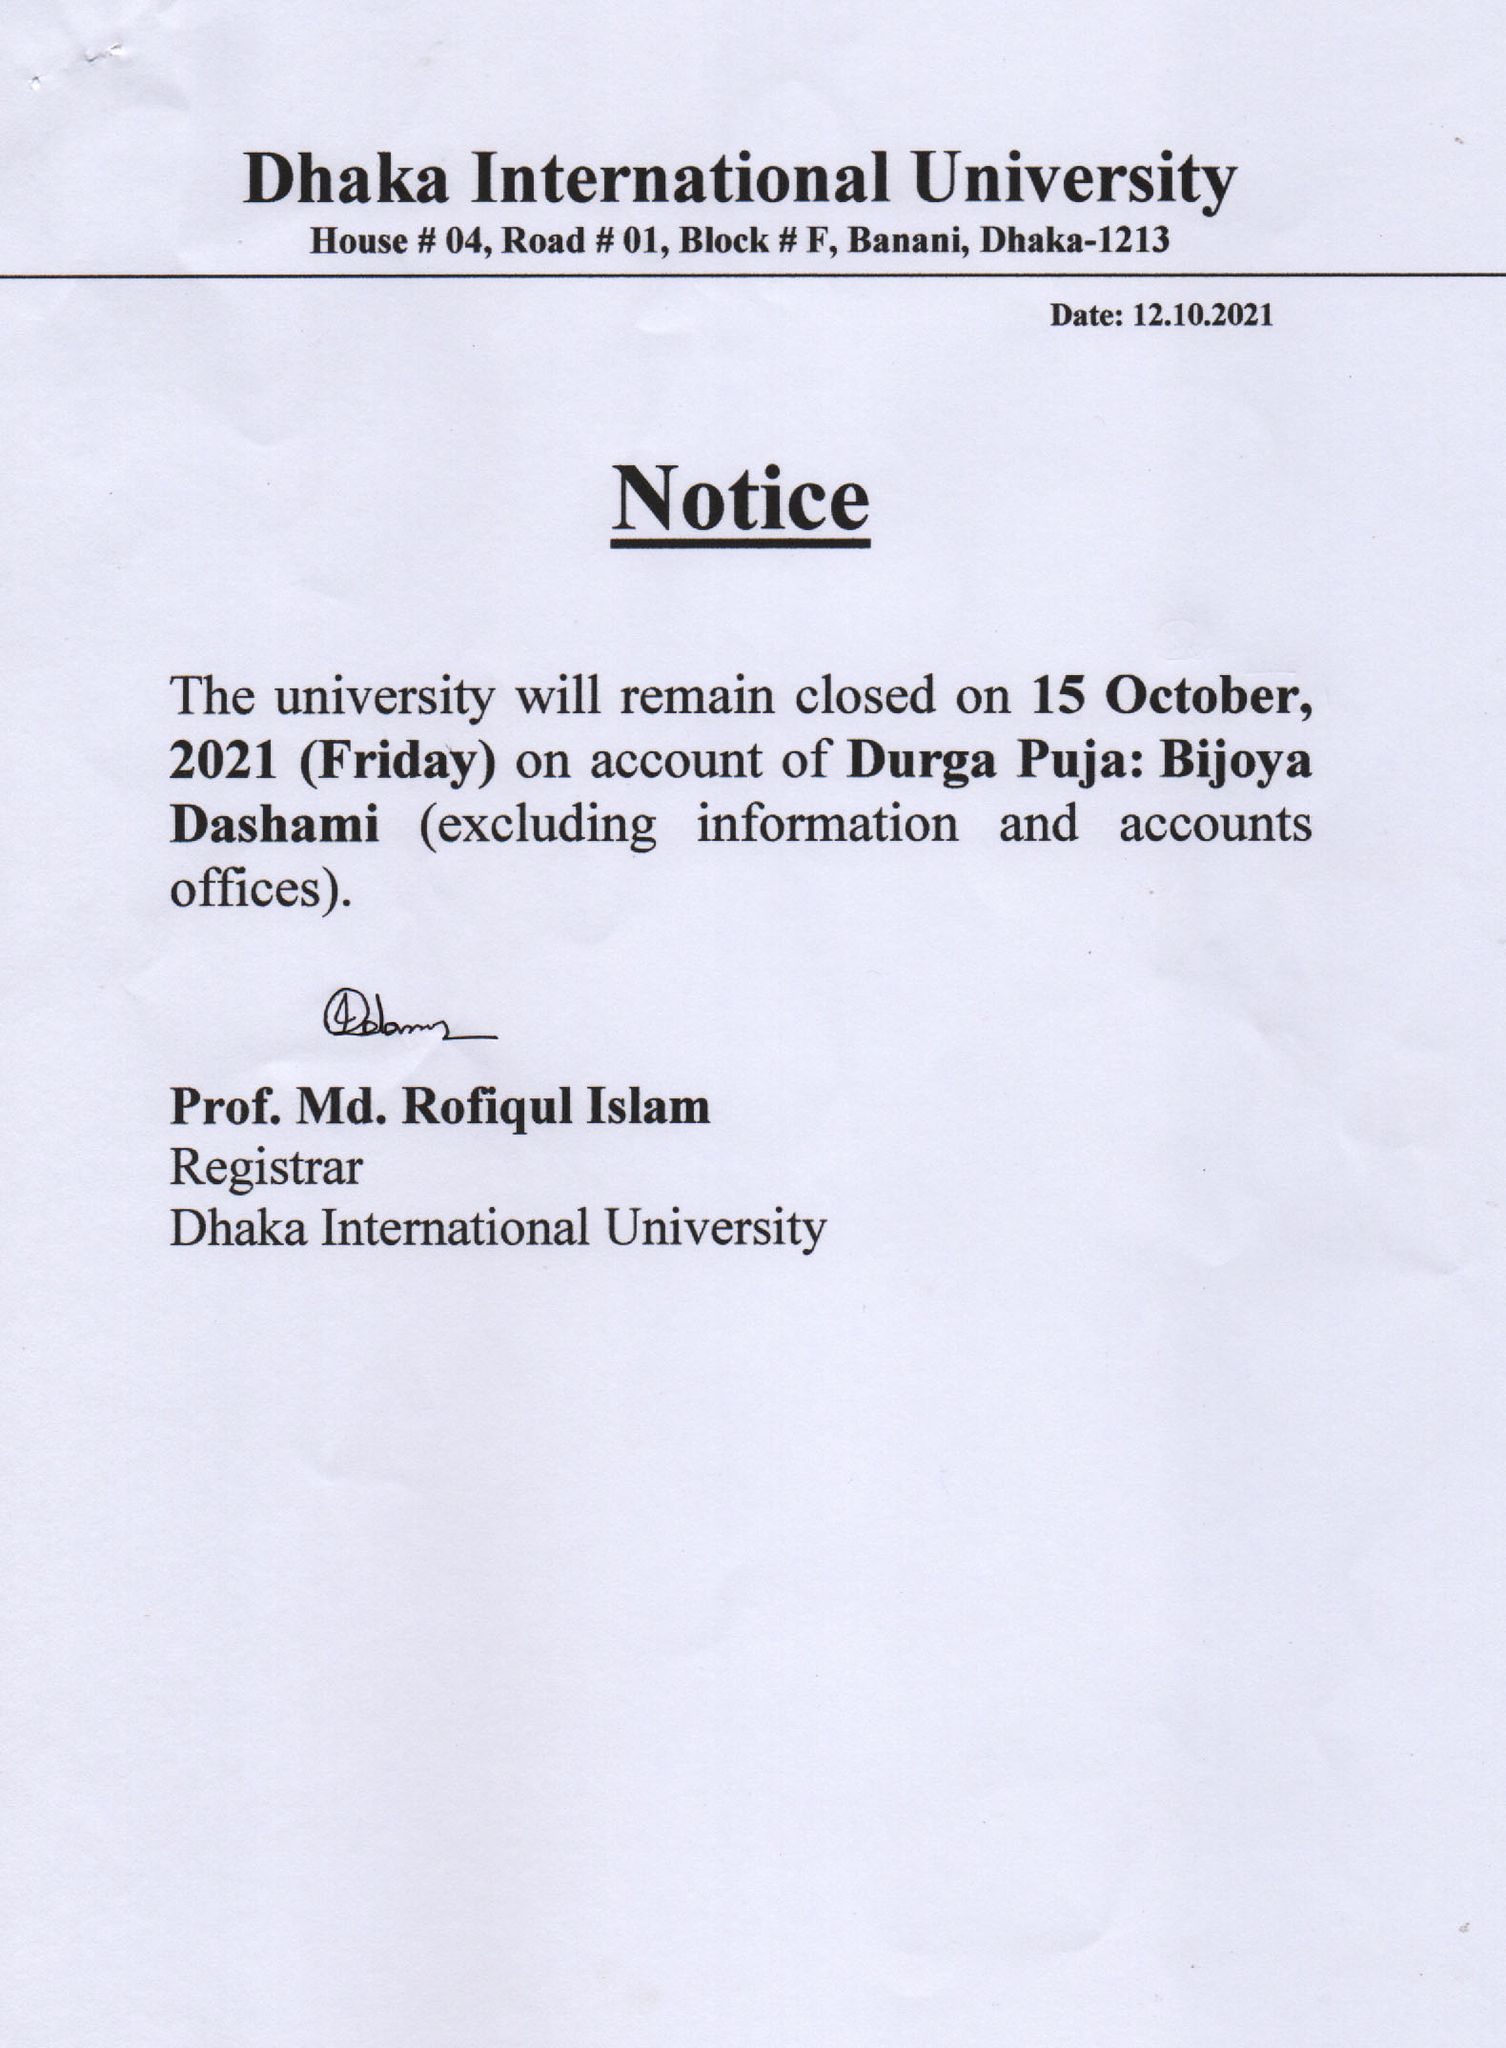 Dhaka International University
House # 04, Road # 01, Block # F, Banani, Dhaka-1213
Date: 12.10.2021
Notice
The university will remain closed on 15 October,
2021 (Friday) on account of Durga Puja: Bijoya
Dashami (excluding information and accounts
offices).
Prof. Md. Rofiqul Islam
Registrar
Dhaka International University